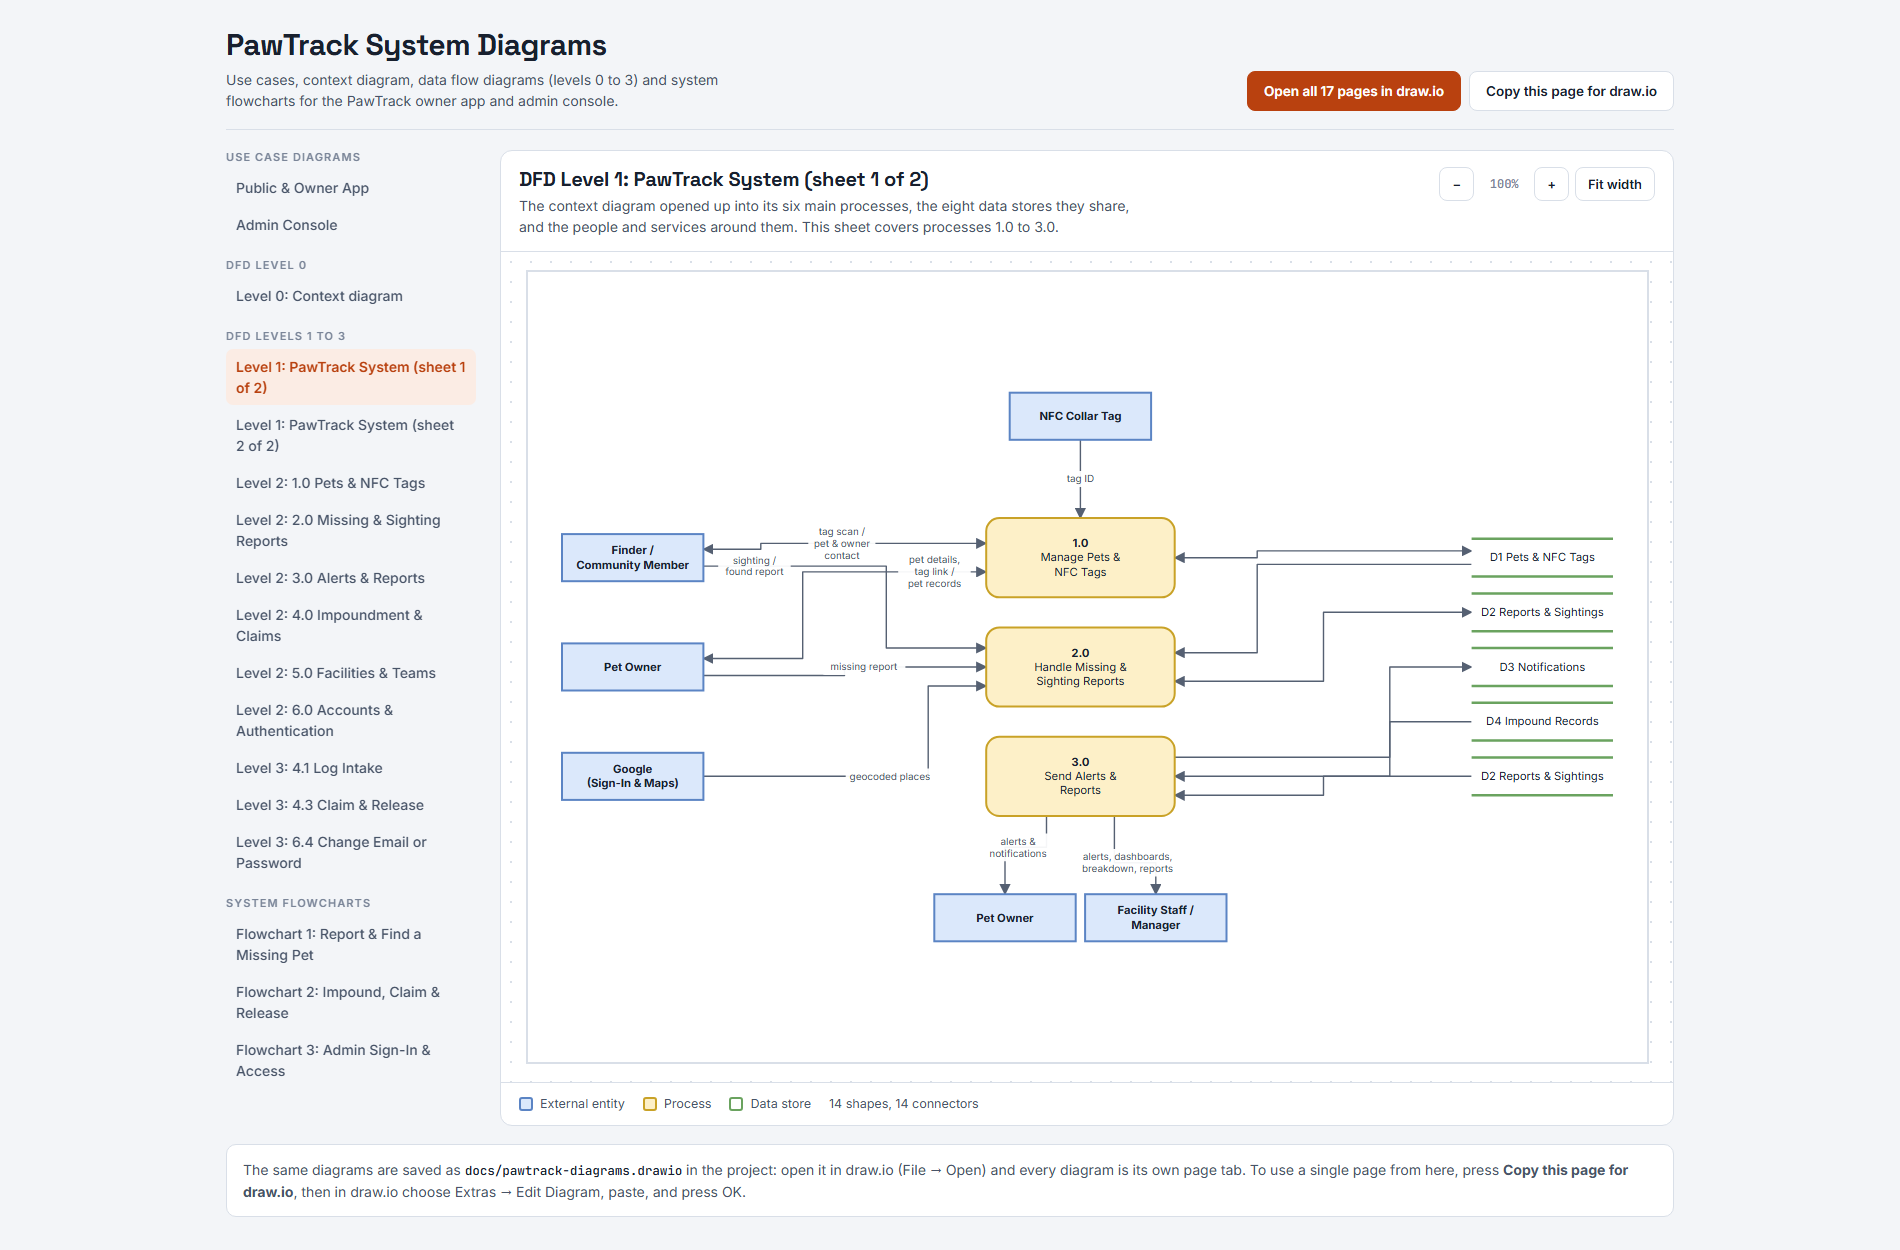 PawTrack System Diagrams
Use cases, context diagram, data flow diagrams (levels 0 to 3) and system
flowcharts for the PawTrack owner app and admin console.
Open all 17 pages in draw.io
Copy this page for draw.io
USE CASE DIAGRAMS
Public & Owner App
Admin Console
DFD LEVEL 0
Level 0: Context diagram
DFD LEVELS 1 TO 3
Level 1: PawTrack System (sheet 1
of 2)
Level 1: PawTrack System (sheet
2 of 2)
Level 2: 1.0 Pets & NFC Tags
Level 2: 2.0 Missing & Sighting
Reports
Level 2: 3.0 Alerts & Reports
Level 2: 4.0 Impoundment &
Claims
Level 2: 5.0 Facilities & Teams
Level 2: 6.0 Accounts &
Authentication
Level 3: 4.1 Log Intake
Level 3: 4.3 Claim & Release
Level 3: 6.4 Change Email or
Password
SYSTEM FLOWCHARTS
Flowchart 1: Report & Find a
Missing Pet
Flowchart 2: Impound, Claim &
Release
Flowchart 3: Admin Sign-In &
Access
DFD Level 1: PawTrack System (sheet 1 of 2)
The context diagram opened up into its six main processes, the eight data stores they share,
and the people and services around them. This sheet covers processes 1.0 to 3.0.
−
100%
+
Fit width
NFC Collar Tag
tag ID
Finder /
Community Member
tag scan /
pet & owner
contact
sighting /
found report
pet details,
tag link /
pet records
1.0
Manage Pets &
NFC Tags
D1 Pets & NFC Tags
D2 Reports & Sightings
Pet Owner
missing report
2.0
Handle Missing &
Sighting Reports
D3 Notifications
D4 Impound Records
Google
(Sign-In & Maps)
geocoded places
3.0
Send Alerts &
Reports
D2 Reports & Sightings
alerts &
notifications
alerts, dashboards,
breakdown, reports
Pet Owner
Facility Staff /
Manager
External entity
Process
Data store
14 shapes, 14 connectors
The same diagrams are saved as docs/pawtrack-diagrams.drawio in the project: open it in draw.io (File → Open) and every diagram is its own page tab. To use a single page from here, press Copy this page for
draw.io, then in draw.io choose Extras → Edit Diagram, paste, and press OK.